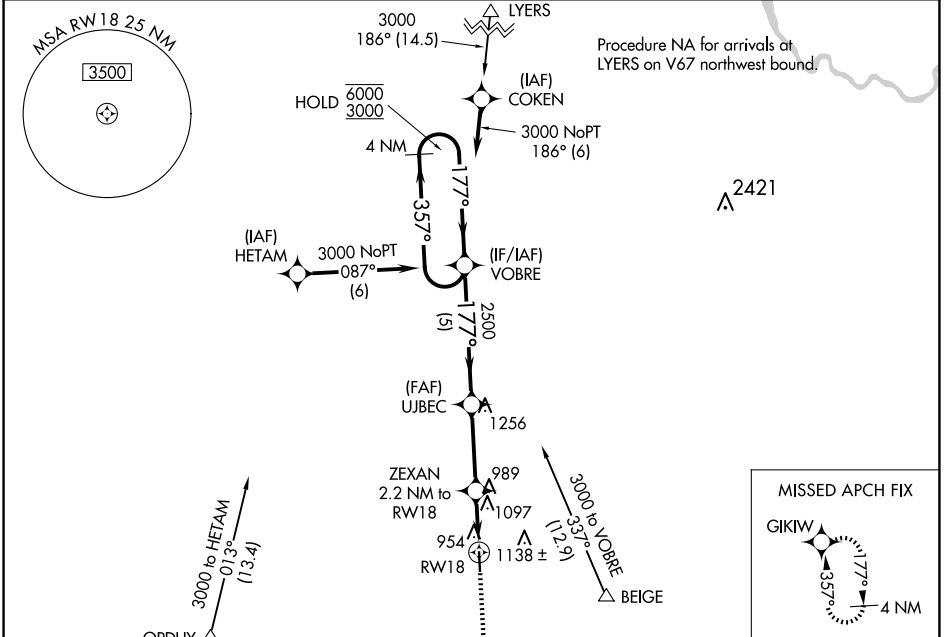 MSA RW18 25 NM
3500
3000
186° (14.5)
LYERS
Procedure NA for arrivals at
LYERS on V67 northwest bound.
(IAF)
COKEN
HOLD 6000
3000
4 NM
3000 NoPT
186° (6)
177°
357°
2421
(IAF)
HETAM
3000 NoPT
087°
(6)
(IF/IAF)
VOBRE
2500
177°
(5)
(FAF)
UJBEC
1256
ZEXAN
2.2 NM to
RW18
989
1097
954
1138 ±
RW18
3000 to VOBRE
337°
(12.9)
BEIGE
3000 to HETAM
013°
(13.4)
MISSED APCH FIX
GIKIW
177°
357°
4 NM